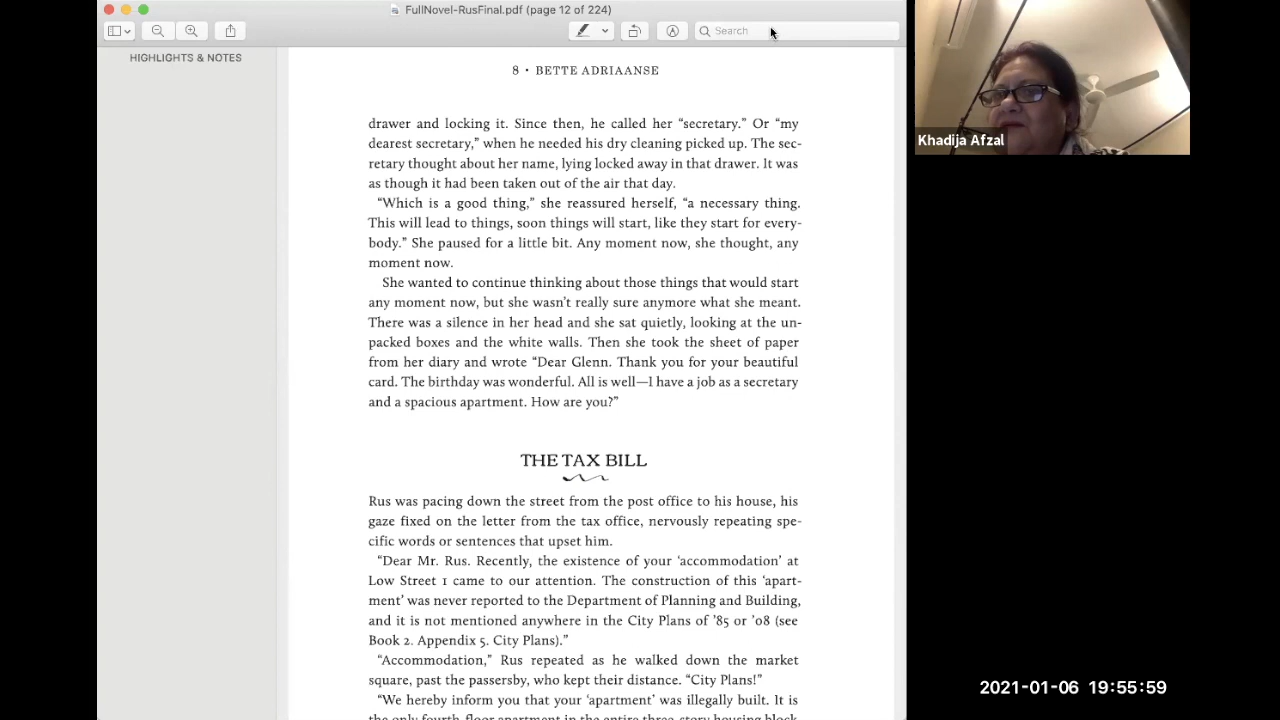 FullNovel-RusFinal.pdf (page 12 of 224)
Search
HIGHLIGHTS & NOTES
8 • BETTE ADRIAANSE
drawer and locking it. Since then, he called her “secretary.” Or “my
dearest secretary,” when he needed his dry cleaning picked up. The sec-
retary thought about her name, lying locked away in that drawer. It was
as though it had been taken out of the air that day.
“Which is a good thing,” she reassured herself, “a necessary thing.
This will lead to things, soon things will start, like they start for every-
body.” She paused for a little bit. Any moment now, she thought, any
moment now.
She wanted to continue thinking about those things that would start
any moment now, but she wasn’t really sure anymore what she meant.
There was a silence in her head and she sat quietly, looking at the un-
packed boxes and the white walls. Then she took the sheet of paper
from her diary and wrote “Dear Glenn. Thank you for your beautiful
card. The birthday was wonderful. All is well—I have a job as a secretary
and a spacious apartment. How are you?”
THE TAX BILL
Rus was pacing down the street from the post office to his house, his
gaze fixed on the letter from the tax office, nervously repeating spe-
cific words or sentences that upset him.
“Dear Mr. Rus. Recently, the existence of your ‘accommodation’ at
Low Street 1 came to our attention. The construction of this ‘apart-
ment’ was never reported to the Department of Planning and Building,
and it is not mentioned anywhere in the City Plans of ’85 or ’08 (see
Book 2. Appendix 5. City Plans).”
“Accommodation,” Rus repeated as he walked down the market
square, past the passersby, who kept their distance. “City Plans!”
“We hereby inform you that your ‘apartment’ was illegally built. It is
the only fourth-floor apartment in the entire three-story housing block
Khadija Afzal
2021-01-06 19:55:59